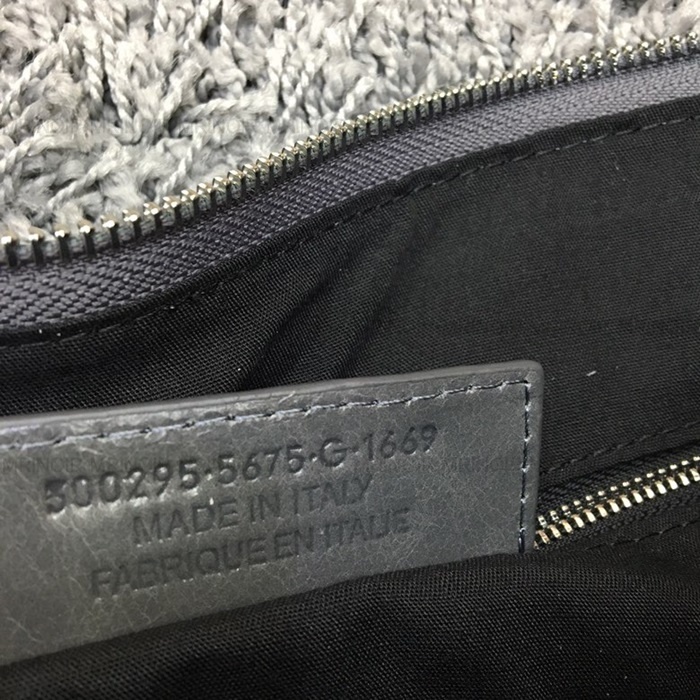 500295·5675·G·1669
MADE IN ITALY
FABRIQUE EN ITALIE